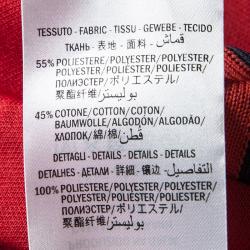 TESSUTO - FABRIC - TISSU - GEWEBE - TECIDO
ТКАНЬ - 表地 - 面料 - قماش
55% POLIESTERE/POLYESTER/POLYESTER/
POLYESTER/POLIÉSTER/POLIÉSTER/
ПОЛИЭСТЕР/ポリエステル/
聚酯纤维/بوليستر
45% COTONE/COTTON/COTON/
BAUMWOLLE/ALGODÓN/ALGODÃO/
ХЛОПОК/綿/棉/قطن
DETTAGLI - DETAILS - DÉTAILS - DETAILS
DETALHES - ДЕТАЛИ - 詳細 - 镶边 - التفاصيل
100% POLIESTERE/POLYESTER/POLYESTER/
POLYESTER/POLIÉSTER/POLIÉSTER/
ПОЛИЭСТЕР/ポリエステル/
聚酯纤维/بوليستر